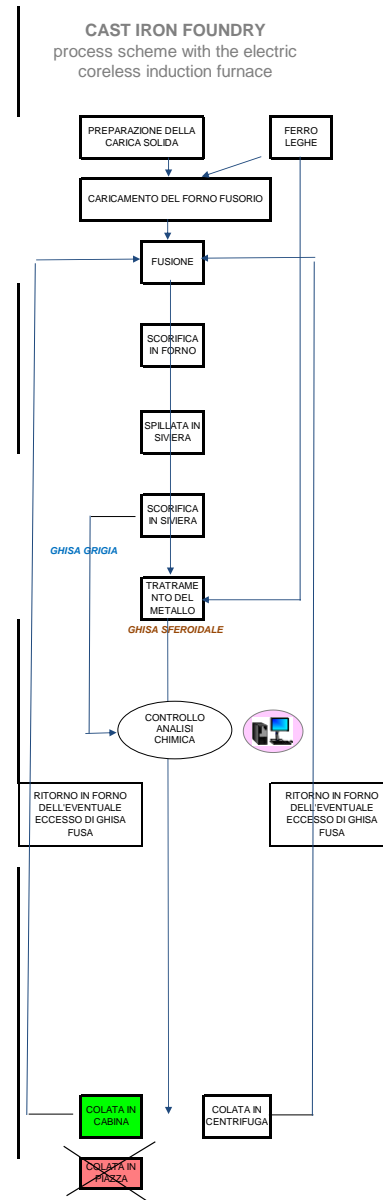 CAST IRON FOUNDRY
process scheme with the electric
coreless induction furnace
PREPARAZIONE DELLA
CARICA SOLIDA
FERRO
LEGHE
CARICAMENTO DEL FORNO FUSORIO
FUSIONE
SCORIFICA
IN FORNO
SPILLATA IN
SIVIERA
SCORIFICA
IN SIVIERA
GHISA GRIGIA
TRATRAME
NTO DEL
METALLO
GHISA SFEROIDALE
CONTROLLO
ANALISI
CHIMICA
RITORNO IN FORNO
DELL'EVENTUALE
ECCESSO DI GHISA
FUSA
RITORNO IN FORNO
DELL'EVENTUALE
ECCESSO DI GHISA
FUSA
COLATA IN
CABINA
COLATA IN
CENTRIFUGA
COLATA IN
PIAZZA